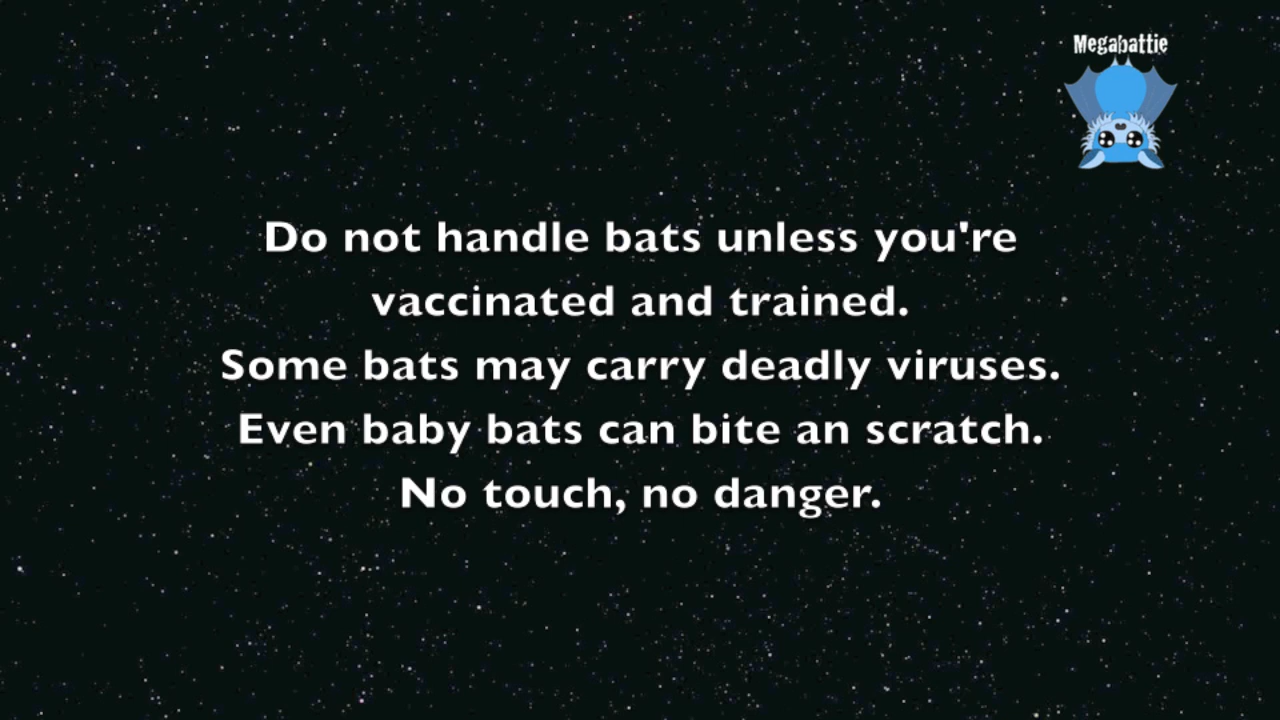 Megabattie
Do not handle bats unless you're
vaccinated and trained.
Some bats may carry deadly viruses.
Even baby bats can bite an scratch.
No touch, no danger.